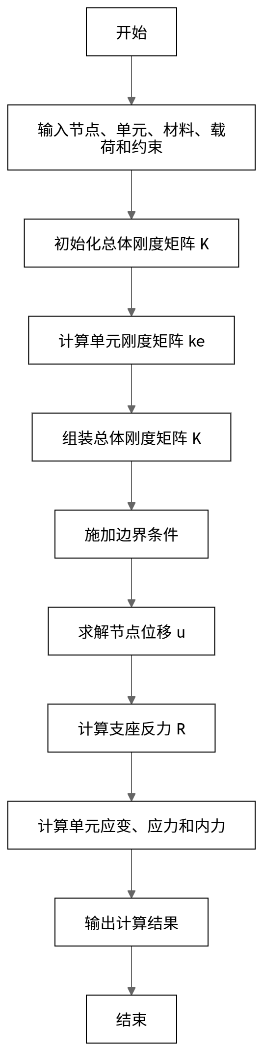 开始
输入节点、单元、材料、载
荷和约束
初始化总体刚度矩阵 K
计算单元刚度矩阵 ke
组装总体刚度矩阵 K
施加边界条件
求解节点位移 u
计算支座反力 R
计算单元应变、应力和内力
输出计算结果
结束